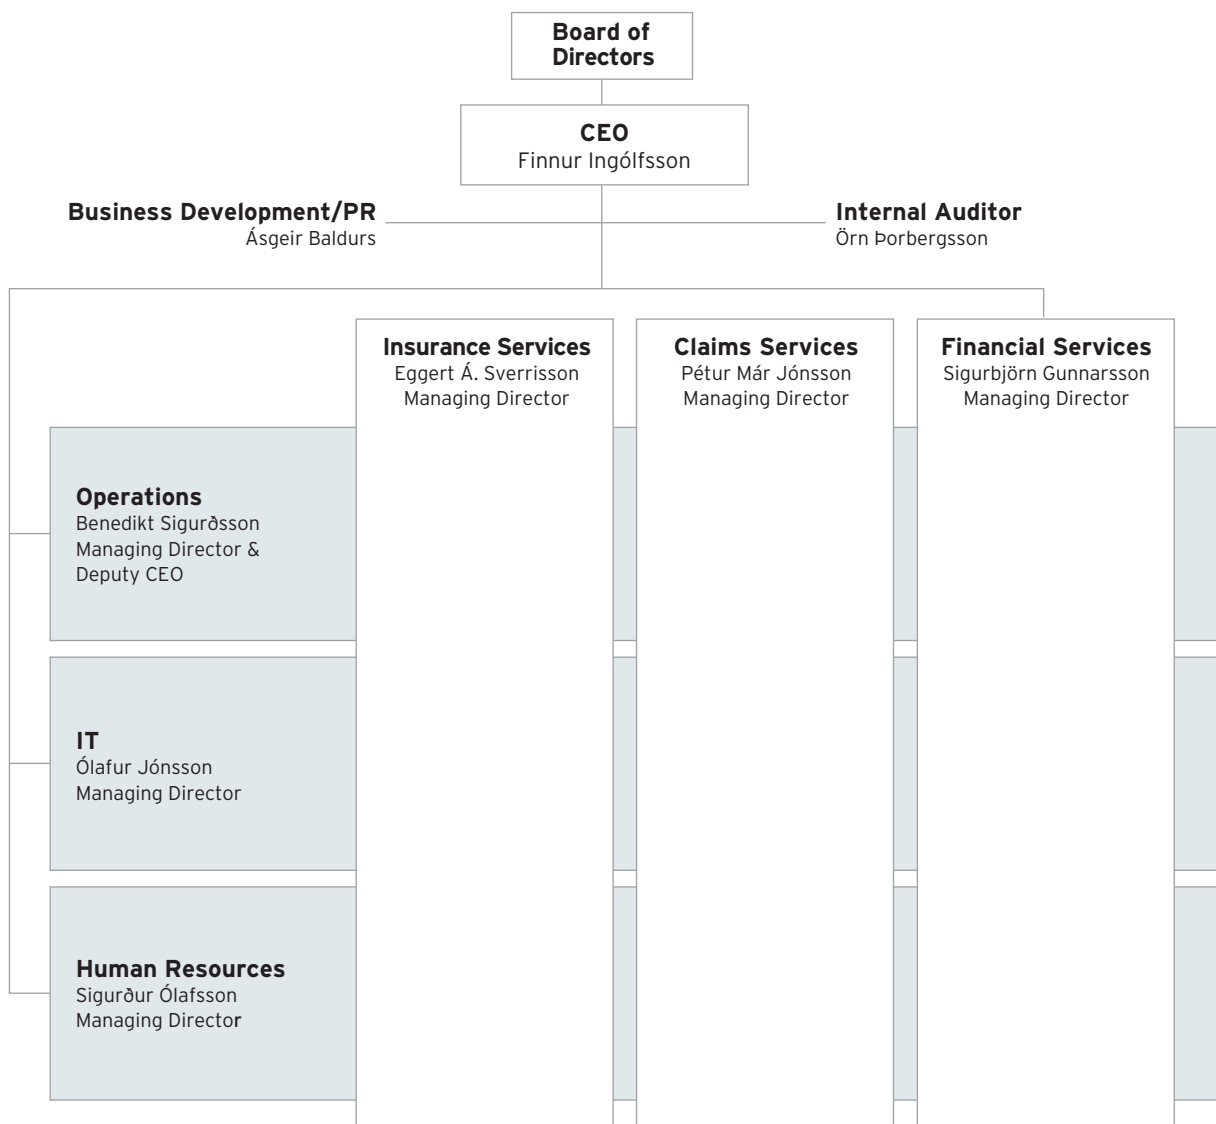 Board of
Directors
CEO
Finnur Ingólfsson
Business Development/PR
Ásgeir Baldurs
Internal Auditor
Örn Þorbergsson
Insurance Services
Eggert Á. Sverrisson
Managing Director
Claims Services
Pétur Már Jónsson
Managing Director
Financial Services
Sigurbjörn Gunnarsson
Managing Director
Operations
Benedikt Sigurðsson
Managing Director &
Deputy CEO
IT
Ólafur Jónsson
Managing Director
Human Resources
Sigurður Ólafsson
Managing Director